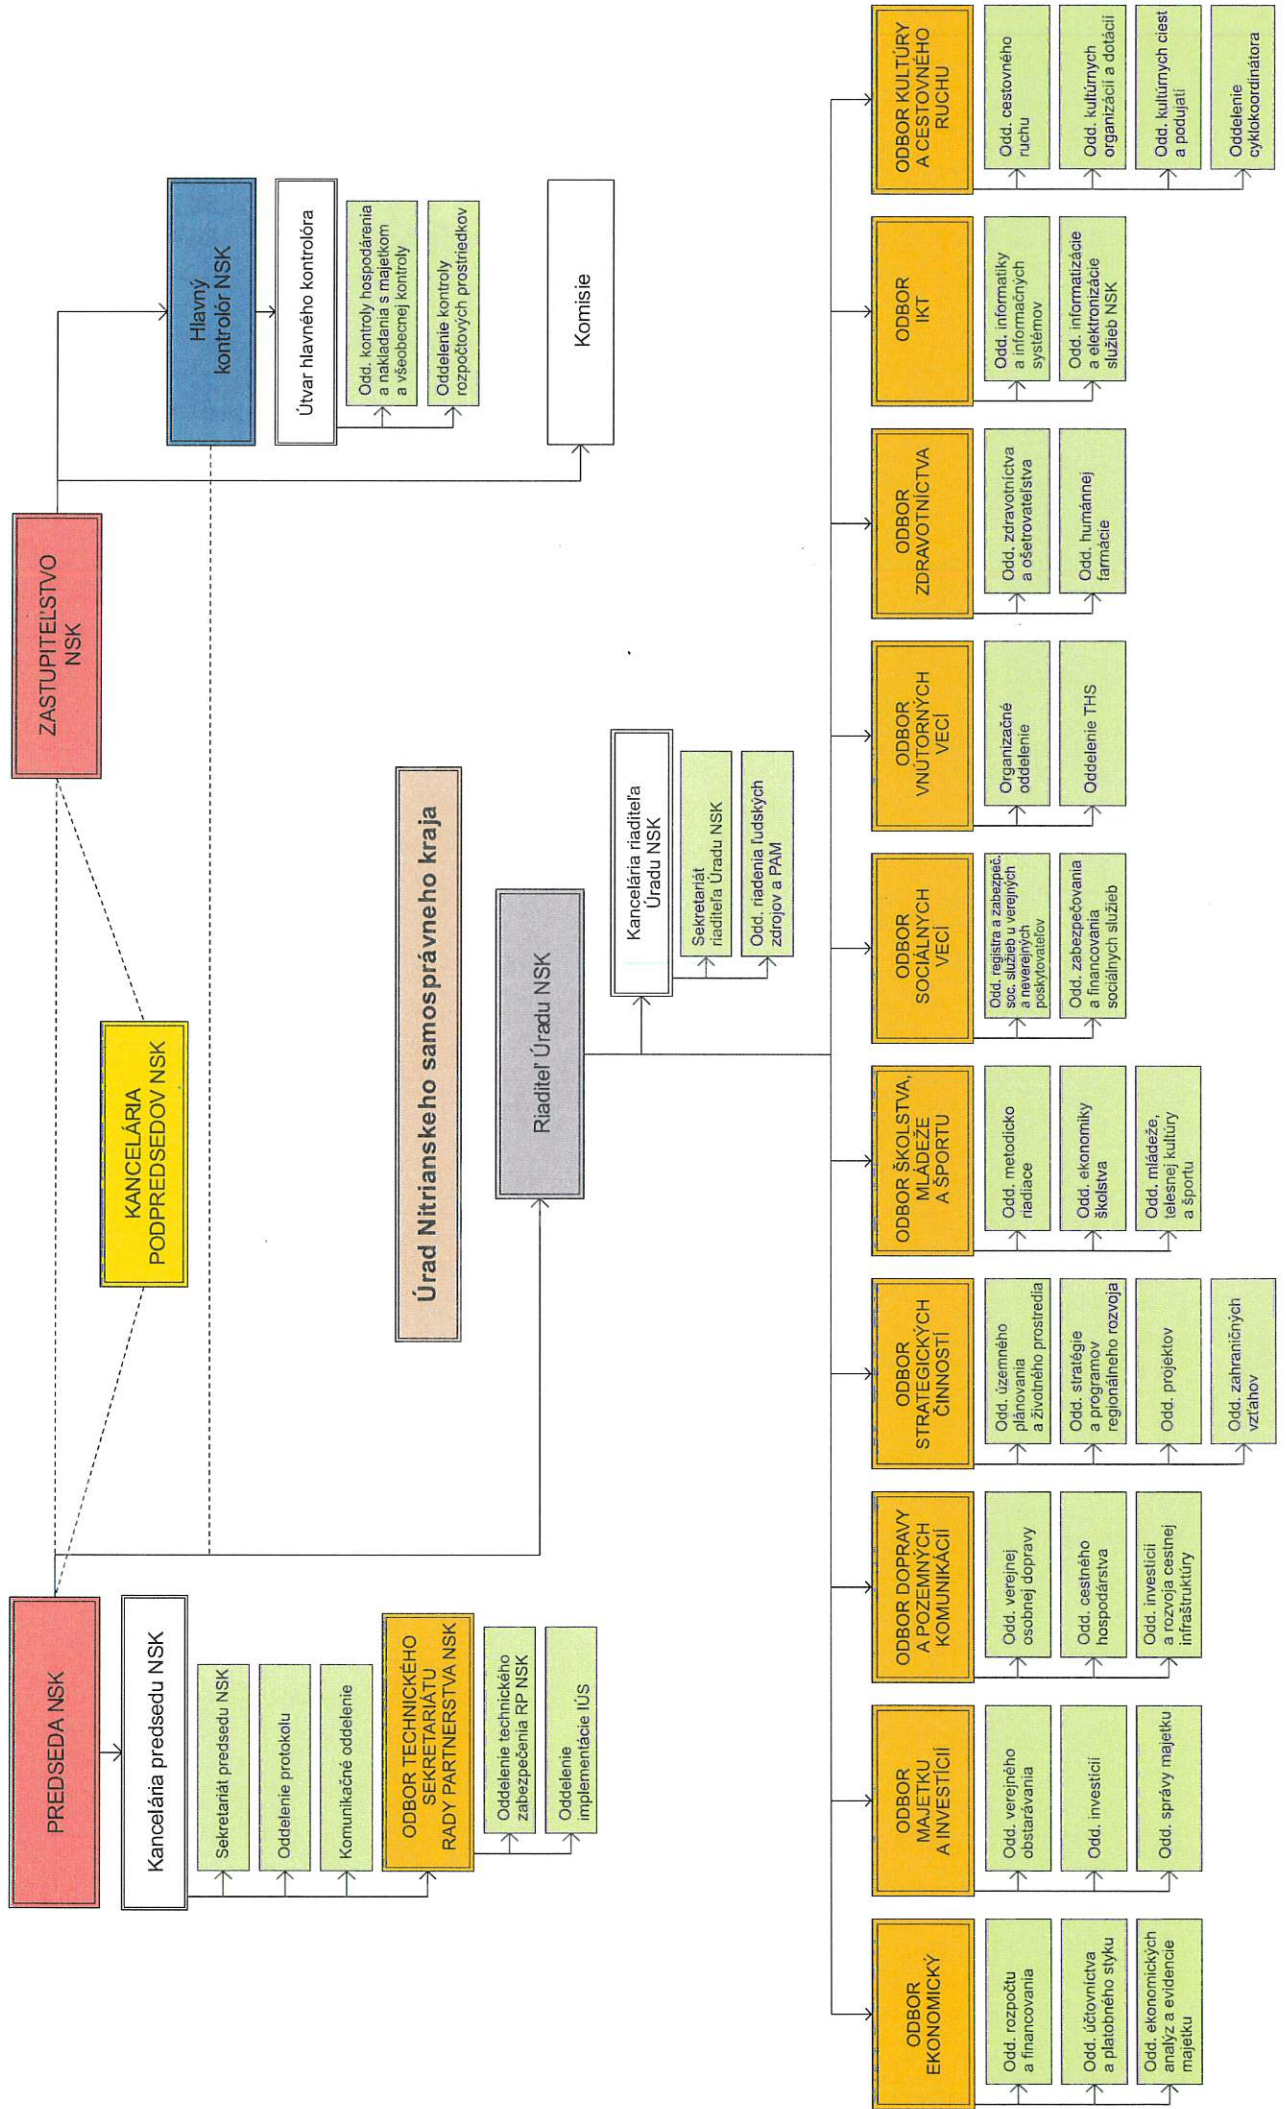 PREDSEDA NSK
Kancelária predsedu NSK
Sekretariát predsedu NSK
Oddelenie protokolu
Komunikačné oddelenie
ODBOR TECHNICKÉHO
SEKRETARIÁTU
RADY PARTNERSTVA NSK
Oddelenie technického
zabezpečenia RP NSK
Oddelenie
implementácie IÚS
KANCELÁRIA
PODPREDSEDOV NSK
ZASTUPITEĽSTVO
NSK
Hlavný
kontrolór NSK
Útvar hlavného kontrolóra
Odd. kontroly hospodárenia
a nakladania s majetkom
a všeobecnej kontroly
Oddelenie kontroly
rozpočtových prostriedkov
Komisie
Úrad Nitrianskeho samosprávneho kraja
Riaditeľ Úradu NSK
Kancelária riaditeľa
Úradu NSK
Sekretariát
riaditeľa Úradu NSK
Odd. riadenia ľudských
zdrojov a PAM
ODBOR
EKONOMICKÝ
Odd. rozpočtu
a financovania
Odd. účtovníctva
a platobného styku
Odd. ekonomických
analýz a evidencie
majetku
ODBOR
MAJETKU
A INVESTÍCIÍ
Odd. verejného
obstarávania
Odd. investícií
Odd. správy majetku
ODBOR DOPRAVY
A POZEMNÝCH
KOMUNIKÁCIÍ
Odd. verejnej
osobnej dopravy
Odd. cestného
hospodárstva
Odd. investícií
a rozvoja cestnej
infraštruktúry
ODBOR
STRATEGICKÝCH
ČINNOSTÍ
Odd. územného
plánovania
a životného prostredia
Odd. stratégie
a programov
regionálneho rozvoja
Odd. projektov
Odd. zahraničných
vzťahov
ODBOR ŠKOLSTVA,
MLÁDEŽE
A ŠPORTU
Odd. metodicko
riadiace
Odd. ekonomiky
školstva
Odd. mládeže,
telesnej kultúry
a športu
ODBOR
SOCIÁLNYCH
VECÍ
Odd. registra a zabezpeč.
soc. služieb u verejných
a neverejných
poskytovateľov
Odd. zabezpečovania
a financovania
sociálnych služieb
ODBOR
VNÚTORNÝCH
VECÍ
Organizačné
oddelenie
Oddelenie THS
ODBOR
ZDRAVOTNÍCTVA
Odd. zdravotníctva
a ošetrovateľstva
Odd. humánnej
farmácie
ODBOR
IKT
Odd. informatiky
a informačných
systémov
Odd. informatizácie
a elektronizácie
služieb NSK
ODBOR KULTÚRY
A CESTOVNÉHO
RUCHU
Odd. cestovného
ruchu
Odd. kultúrnych
organizácií a dotácií
Odd. kultúrnych ciest
a podujatí
Oddelenie
cyklokoordinátora